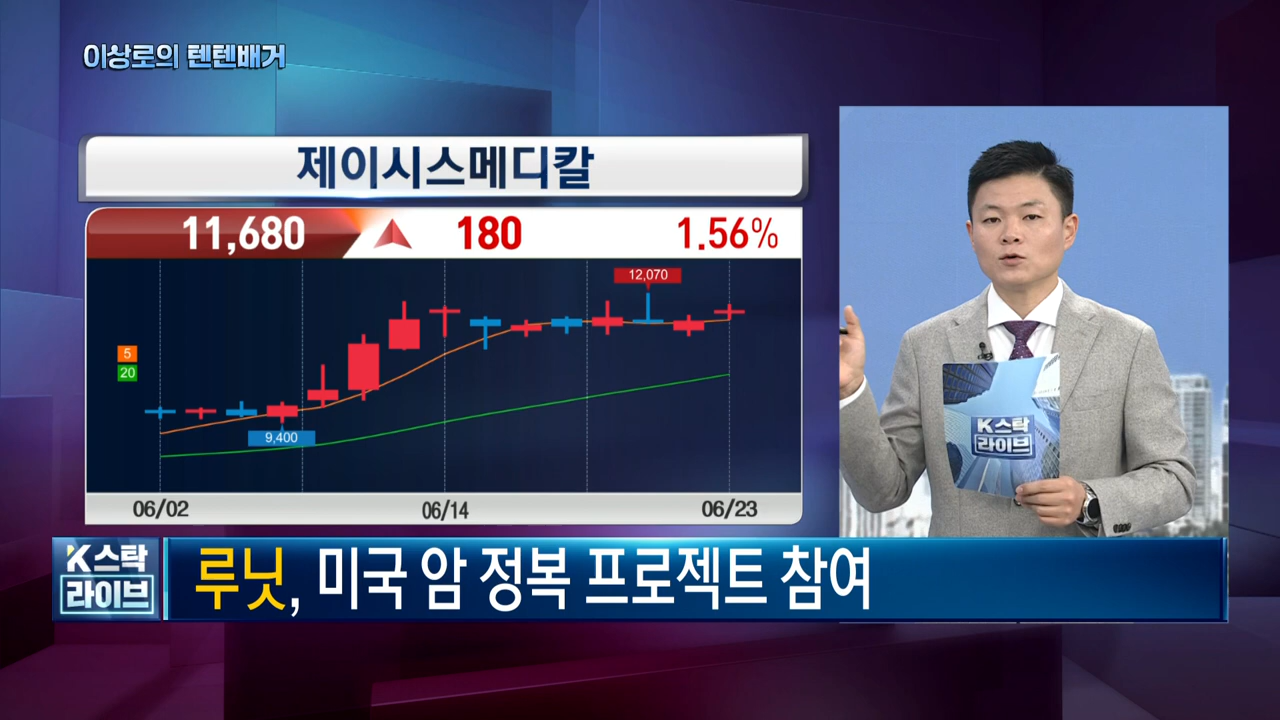 이상로의 텐텐배거
제이시스메디칼
11,680 180 1.56%
12,070
5
20
9,400
06/02 06/14 06/23
K스탁
라이브
K스탁
라이브
루닛, 미국 암 정복 프로젝트 참여